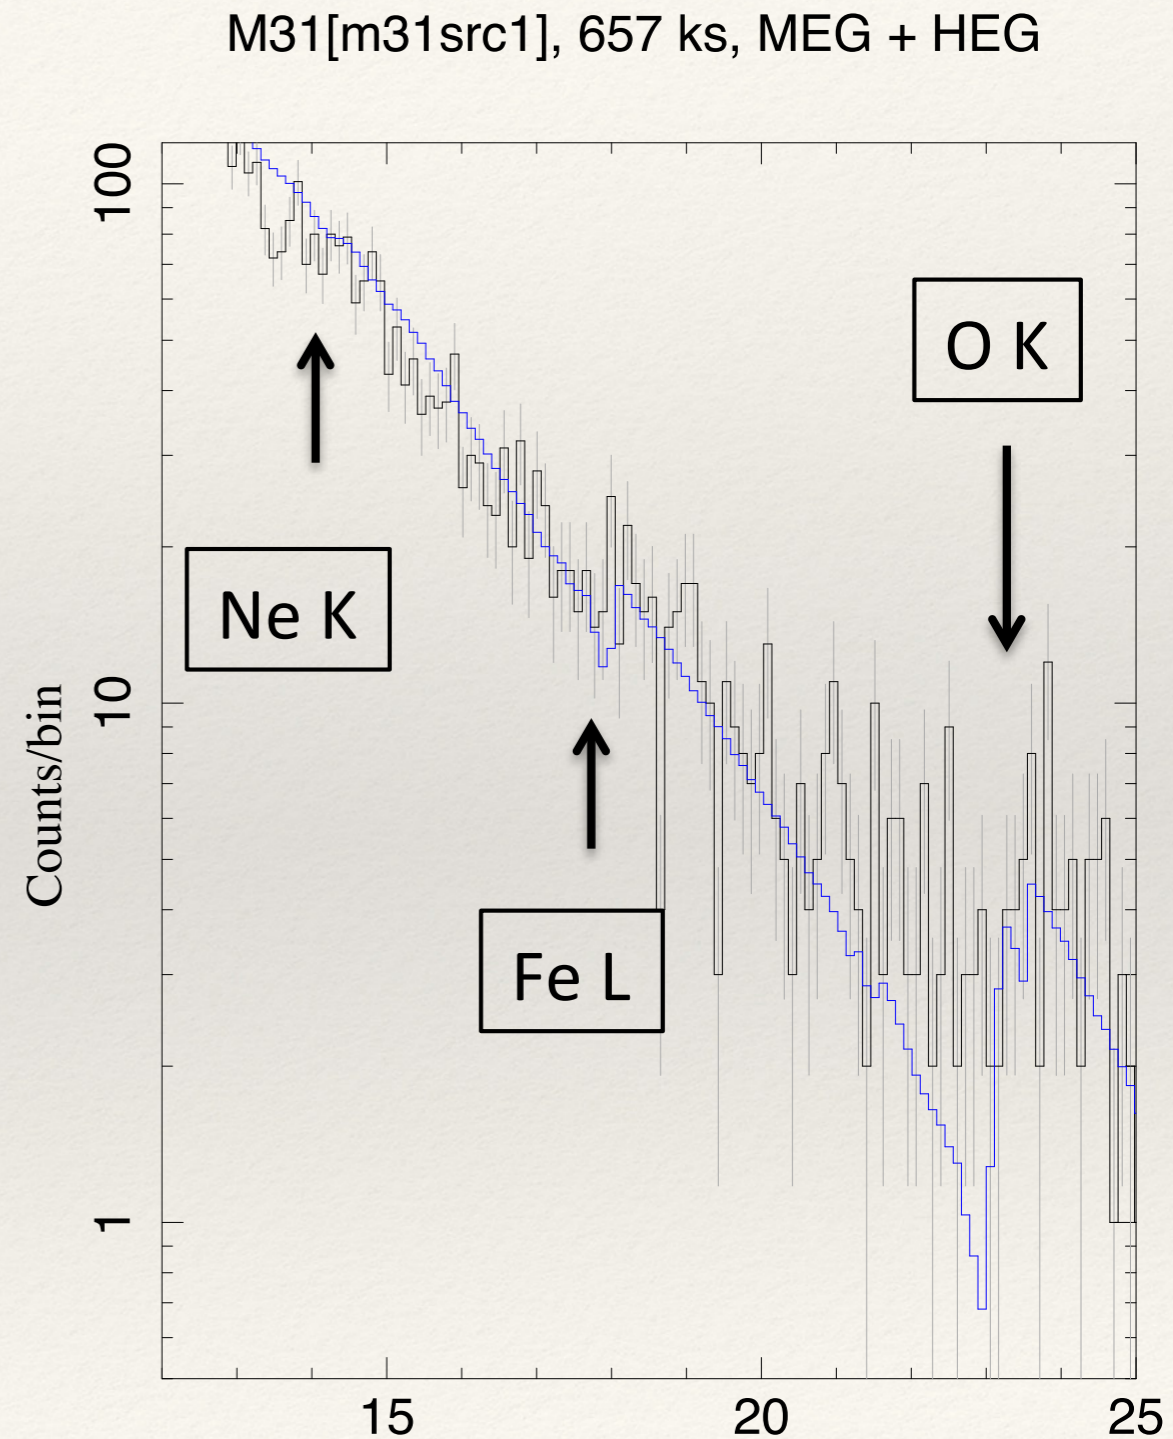 M31[m31src1], 657 ks, MEG + HEG
100
O K
Ne K
10
Counts/bin
Fe L
1
15 20 25